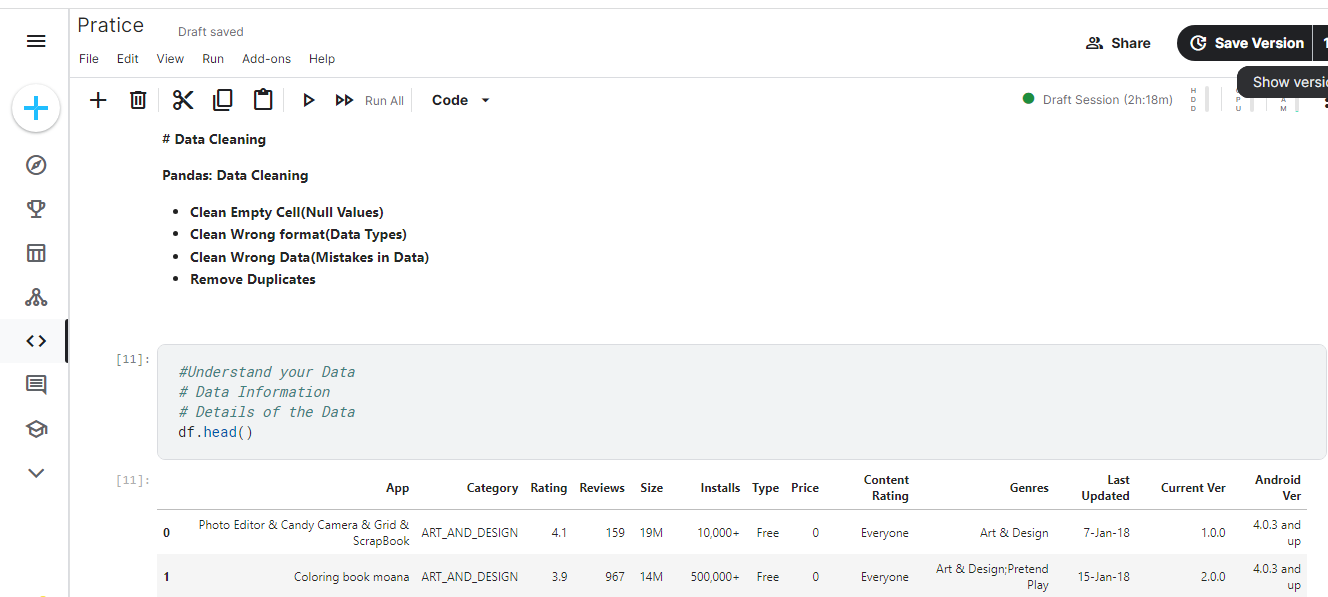 Pratice
Draft saved
File Edit View Run Add-ons Help
Share
Save Version
1
Show versio
Run All
Code
Draft Session (2h:18m)
H
D
D
P
U
M
# Data Cleaning
Pandas: Data Cleaning
• Clean Empty Cell(Null Values)
• Clean Wrong format(Data Types)
• Clean Wrong Data(Mistakes in Data)
• Remove Duplicates
[11]:
#Understand your Data
# Data Information
# Details of the Data
df.head()
[11]:
App Category Rating Reviews Size Installs Type Price Content Rating Genres Last Updated Current Ver Android Ver
0 Photo Editor & Candy Camera & Grid & ScrapBook ART_AND_DESIGN 4.1 159 19M 10,000+ Free 0 Everyone Art & Design 7-Jan-18 1.0.0 4.0.3 and up
1 Coloring book moana ART_AND_DESIGN 3.9 967 14M 500,000+ Free 0 Everyone Art & Design;Pretend Play 15-Jan-18 2.0.0 4.0.3 and up